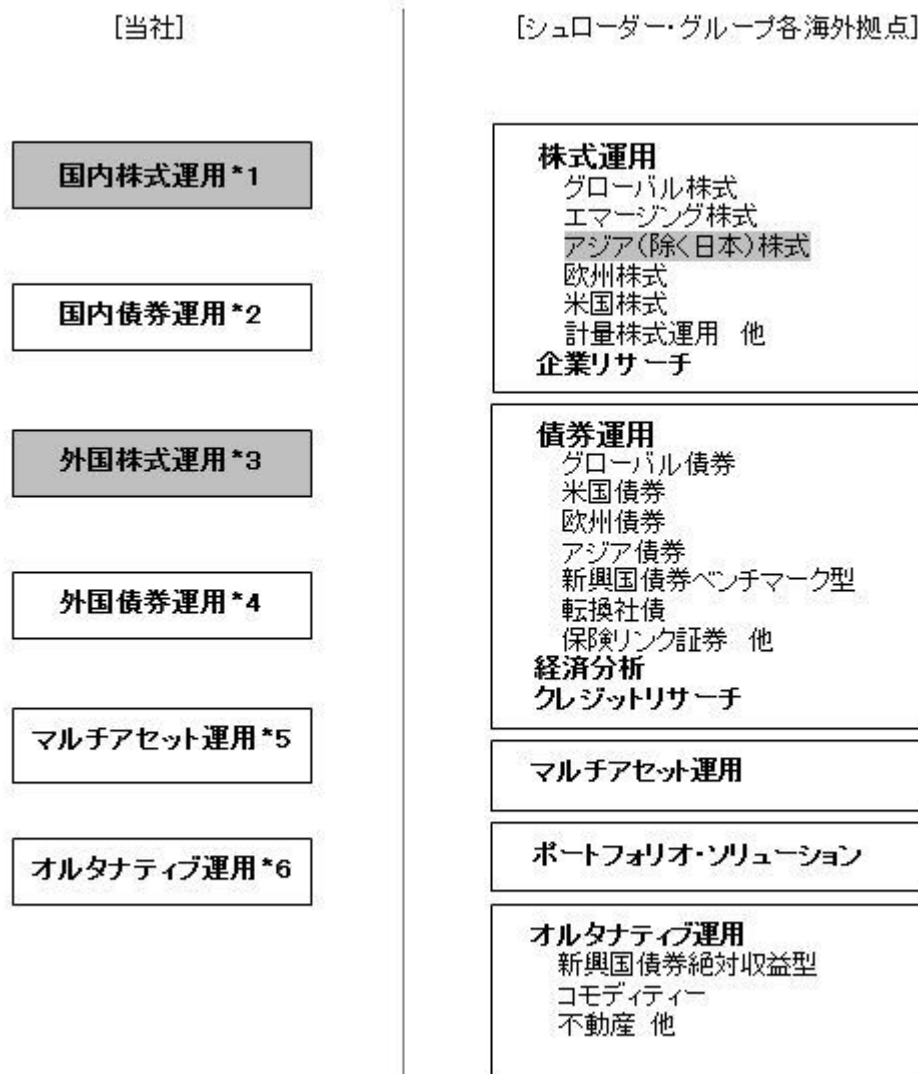 [当社]
国内株式運用*1
国内債券運用*2
外国株式運用*3
外国債券運用*4
マルチアセット運用*5
オルタナティブ運用*6
[シュローダー・グループ各海外拠点]
株式運用
グローバル株式
エマージング株式
アジア(除く日本)株式
欧州株式
米国株式
計量株式運用 他
企業リサーチ
債券運用
グローバル債券
米国債券
欧州債券
アジア債券
新興国債券ベンチマーク型
転換社債
保険リンク証券 他
経済分析
クレジットリサーチ
マルチアセット運用
ポートフォリオ・ソリューション
オルタナティブ運用
新興国債券絶対収益型
コモディティー
不動産 他